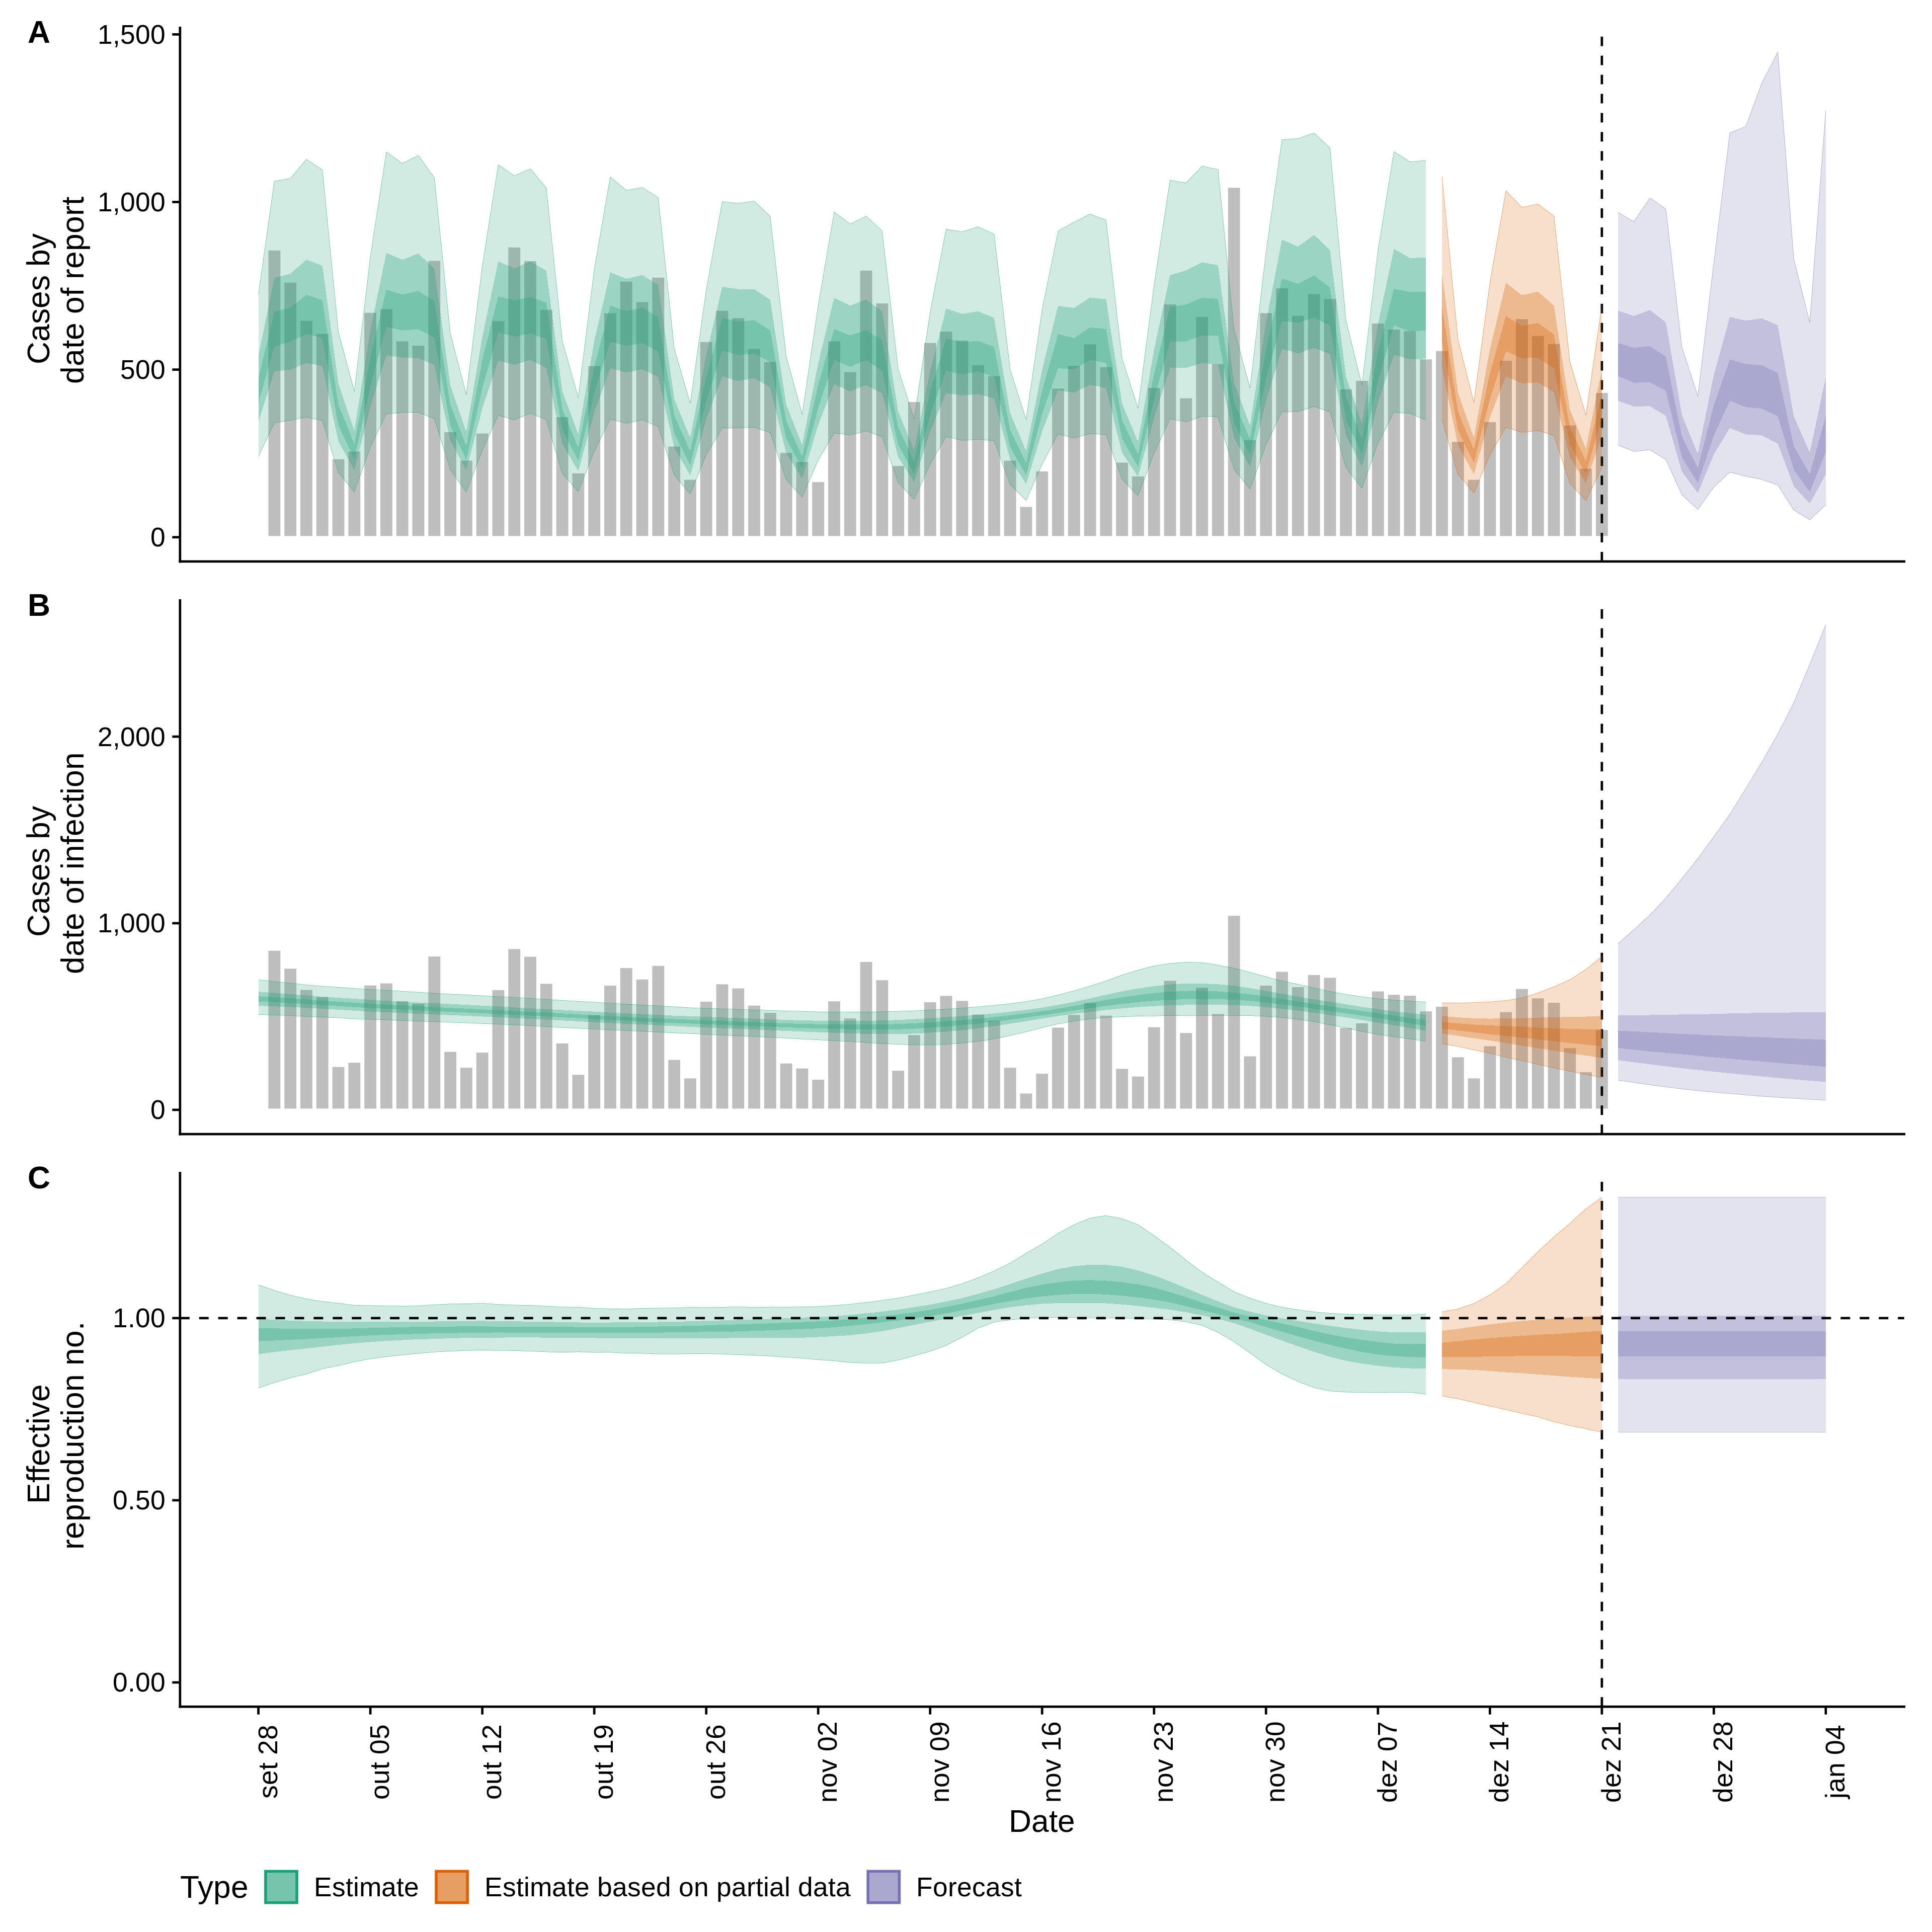 A
1,500
1,000
500
0
Cases by
date of report
B
2,000
1,000
0
Cases by
date of infection
C
1.00
0.50
0.00
Effective
reproduction no.
set 28
out 05
out 12
out 19
out 26
nov 02
nov 09
nov 16
nov 23
nov 30
dez 07
dez 14
dez 21
dez 28
jan 04
Date
Type
Estimate
Estimate based on partial data
Forecast